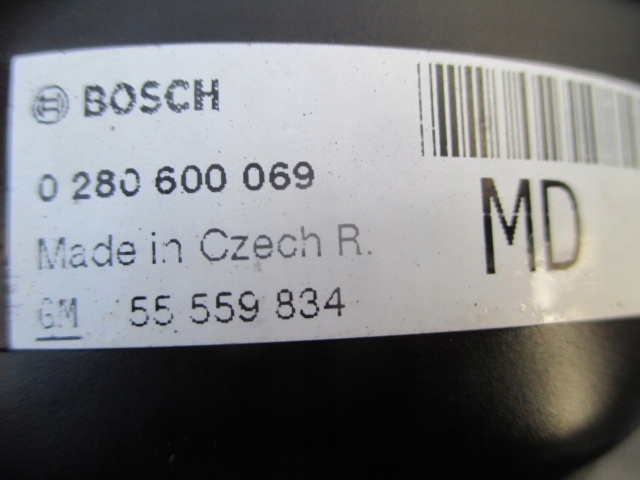 BOSCH
0 280 600 069
Made in Czech R.
MD
GM 55 559 834